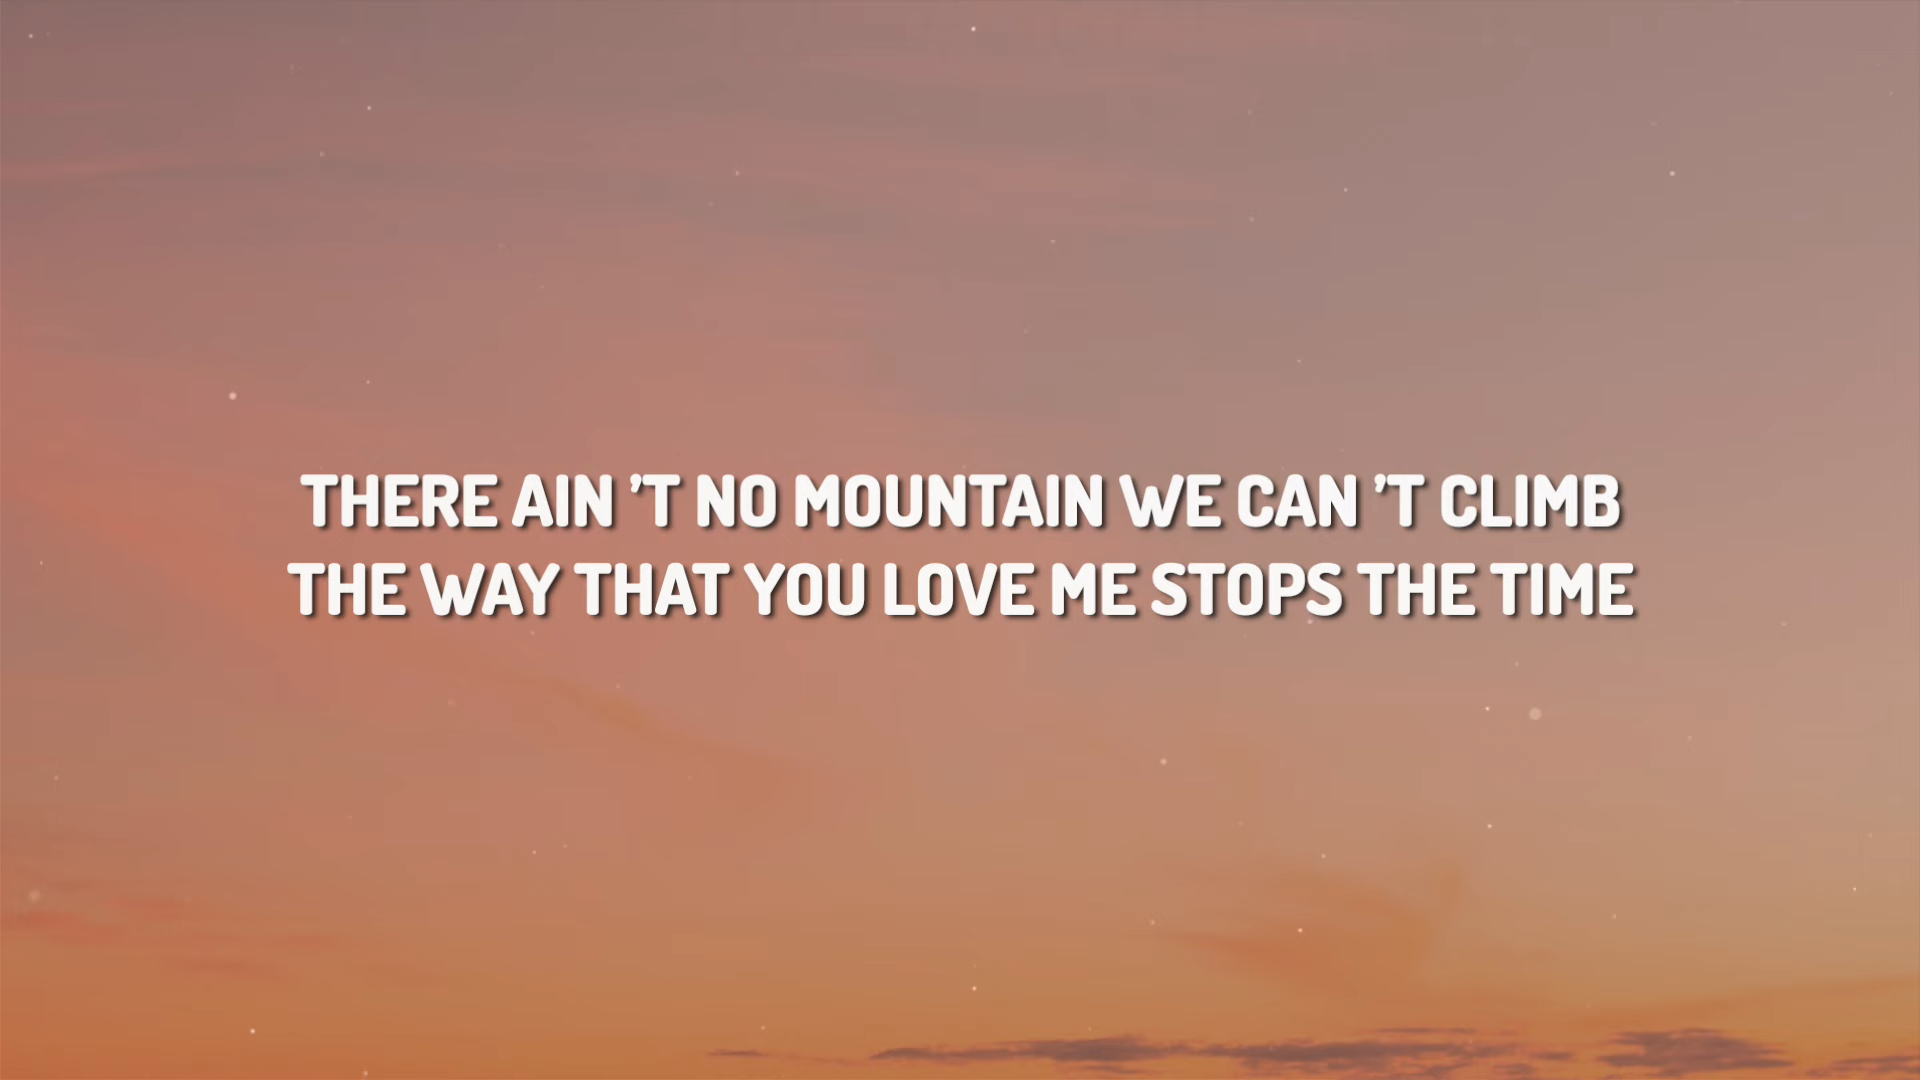 THERE AIN 'T NO MOUNTAIN WE CAN 'T CLIMB
THE WAY THAT YOU LOVE ME STOPS THE TIME